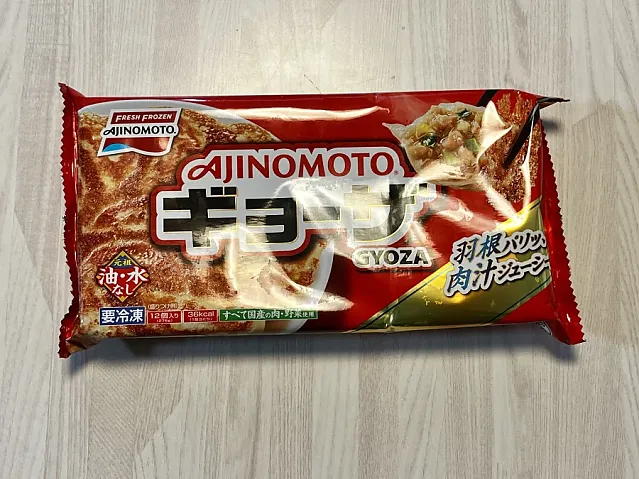 FRESH FROZEN
AJINOMOTO
AJINOMOTO
ギョーザ
GYOZA
羽根パリッ、
肉汁ジューシー
元祖
油・水
なし
要冷凍
12個入り
36kcal
すべて国産の肉・野菜使用